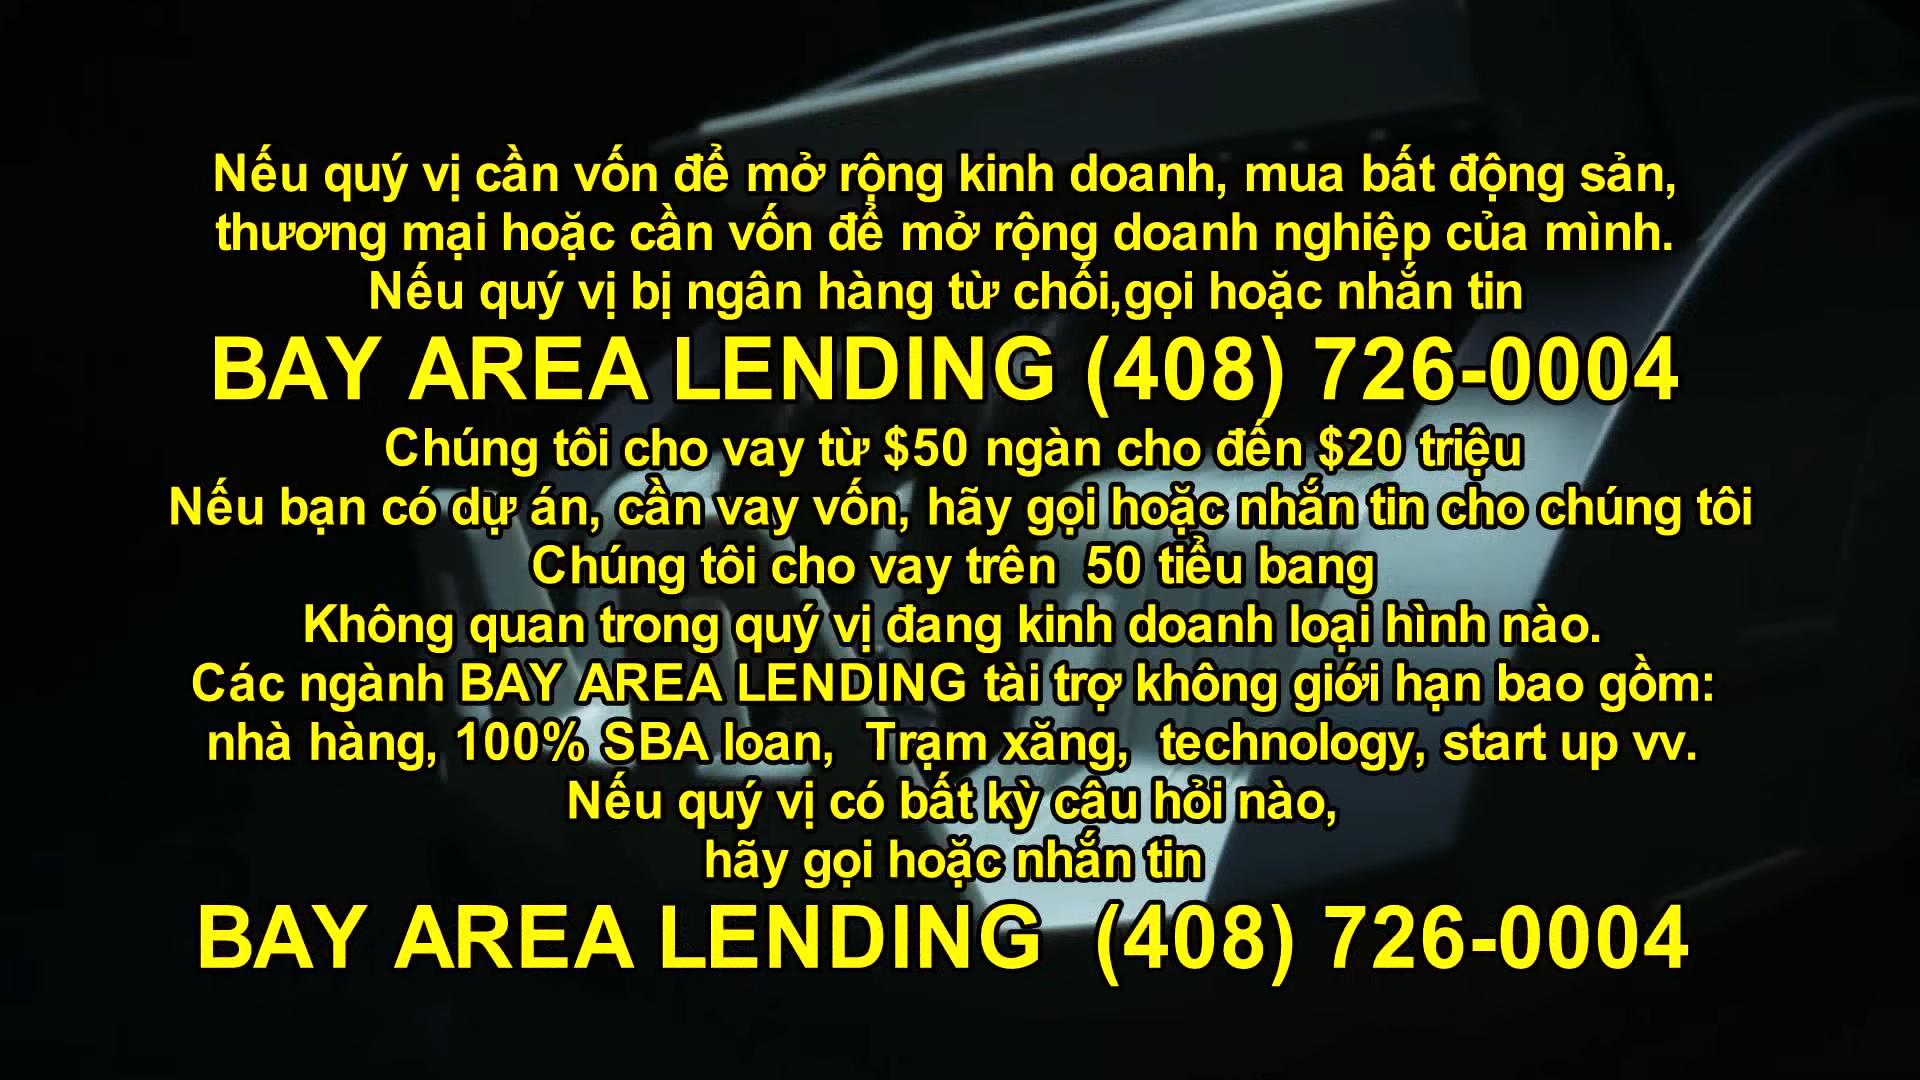 Nếu quý vị cần vốn để mở rộng kinh doanh, mua bất động sản,
thương mại hoặc cần vốn để mở rộng doanh nghiệp của mình.
Nếu quý vị bị ngân hàng từ chối,gọi hoặc nhắn tin
BAY AREA LENDING (408) 726-0004
Chúng tôi cho vay từ $50 ngàn cho đến $20 triệu
Nếu bạn có dự án, cần vay vốn, hãy gọi hoặc nhắn tin cho chúng tôi
Chúng tôi cho vay trên  50 tiểu bang
Không quan trong quý vị đang kinh doanh loại hình nào.
Các ngành BAY AREA LENDING tài trợ không giới hạn bao gồm:
nhà hàng, 100% SBA loan,  Trạm xăng,  technology, start up vv.
Nếu quý vị có bất kỳ câu hỏi nào,
hãy gọi hoặc nhắn tin
BAY AREA LENDING  (408) 726-0004